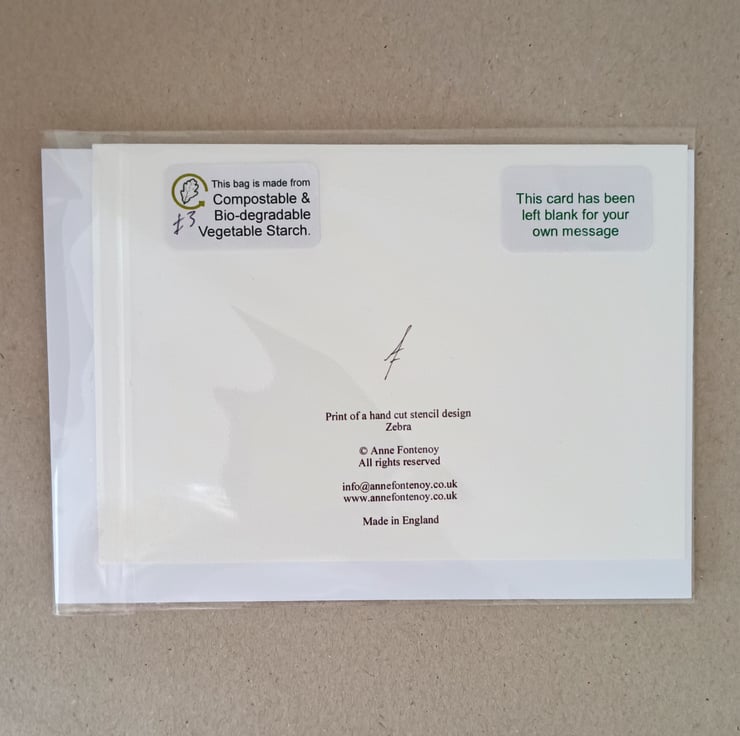 This bag is made from
Compostable &
Bio-degradable
Vegetable Starch.
£3
This card has been
left blank for your
own message
Print of a hand cut stencil design
Zebra
© Anne Fontenoy
All rights reserved
info@annefontenoy.co.uk
www.annefontenoy.co.uk
Made in England